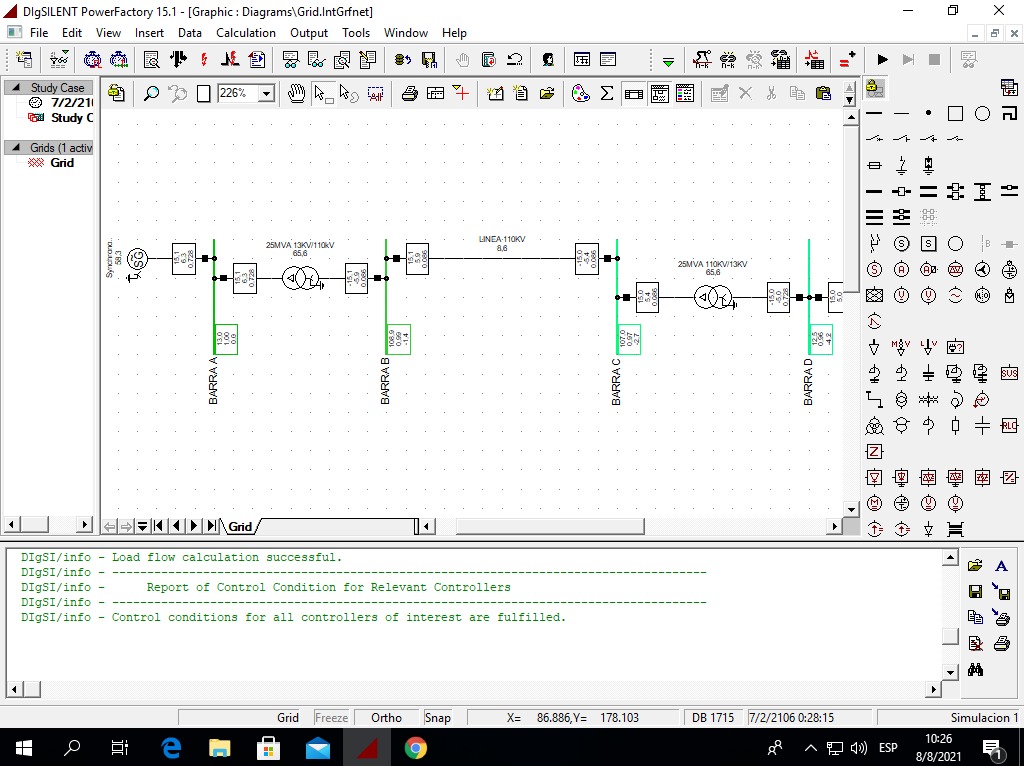 DIgSILENT PowerFactory 15.1 - [Graphic : Diagrams\Grid.IntGrfnet]
File Edit View Insert Data Calculation Output Tools Window Help
Study Case
7/2/21
Study C
Grids (1 activ
Grid
226%
Synchrono..
58,3
SG
15,1
6,3
0,728
25MVA 13KV/110KV
65,6
15,1
6,3
0,728
-15,1
-5,9
0,086
15,1
5,9
0,086
LINEA 110KV
8,6
-15,0
-5,4
0,086
15,0
5,4
0,086
25MVA 110KV/13KV
65,6
-15,0
-5,0
0,728
15,0
13,0
1,00
0,9
108,9
0,99
-1,4
107,0
0,97
-2,7
12,5
0,96
-4,2
BARRA A
BARRA B
BARRA C
BARRA D
Grid
DIgSI/info - Load flow calculation successful.
DIgSI/info - -------------------------------------------------------------------------------------
DIgSI/info - Report of Control Condition for Relevant Controllers
DIgSI/info - -------------------------------------------------------------------------------------
DIgSI/info - Control conditions for all controllers of interest are fulfilled.
Grid Freeze Ortho Snap X= 86.886,Y= 178.103 DB 1715 7/2/2106 0:28:15 Simulacion 1
ESP
10:26
8/8/2021
1